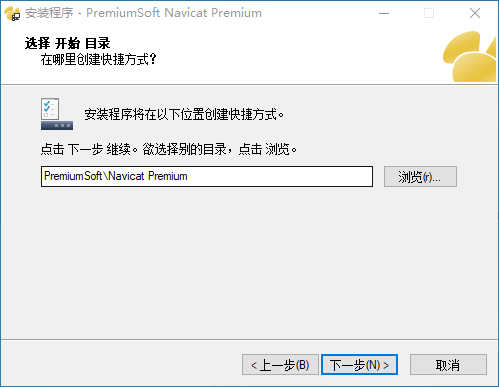 安装程序 - PremiumSoft Navicat Premium
选择 开始 目录
在哪里创建快捷方式?
安装程序将在以下位置创建快捷方式。
点击 下一步 继续。欲选择别的目录，点击 浏览。
PremiumSoft\Navicat Premium
浏览(r)...
< 上一步(B)
下一步(N) >
取消